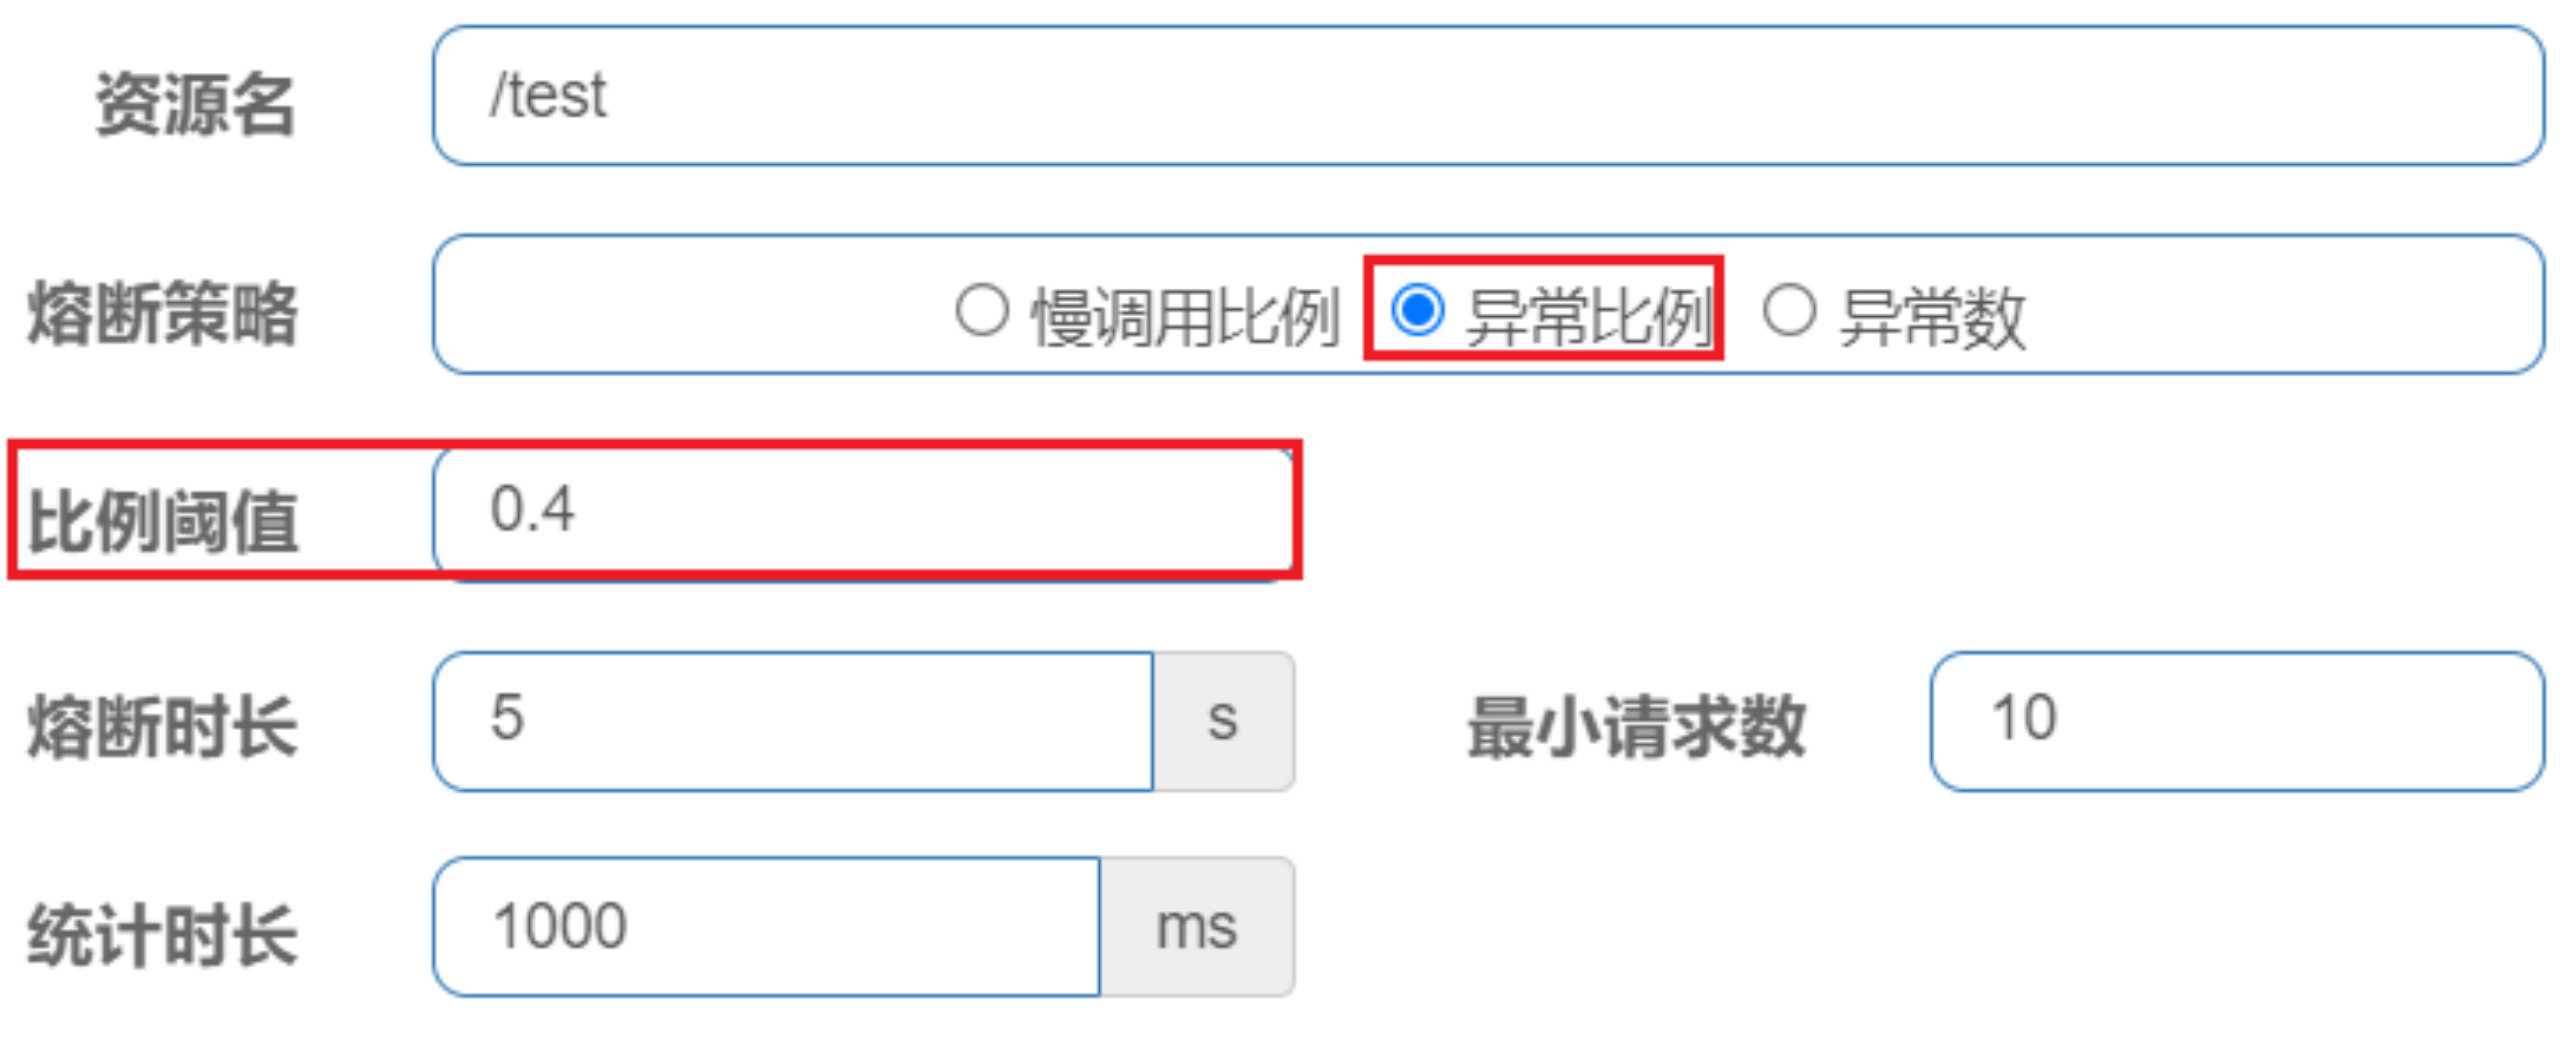 资源名 /test
熔断策略 慢调用比例 异常比例 异常数
比例阈值 0.4
熔断时长 5 s 最小请求数 10
统计时长 1000 ms